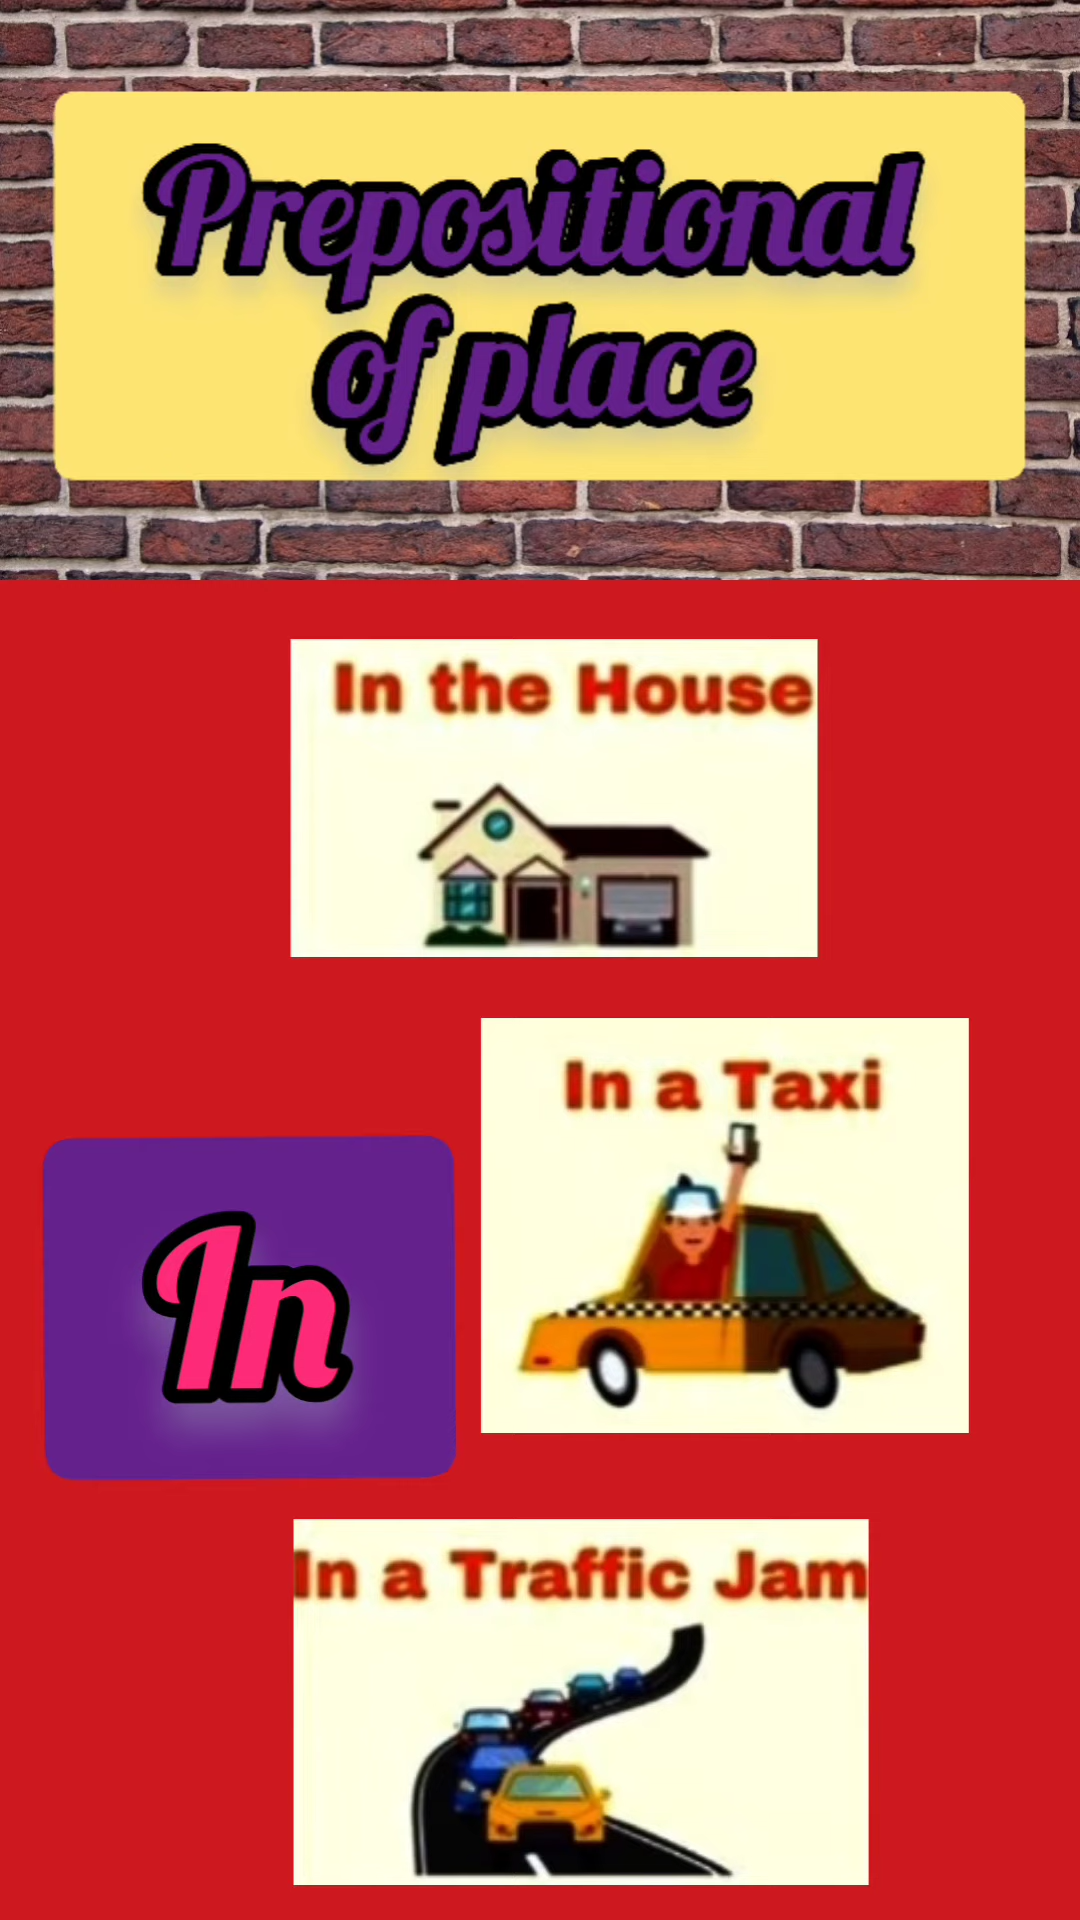 Prepositional
of place
In the House
In a Taxi
In
In a Traffic Jam